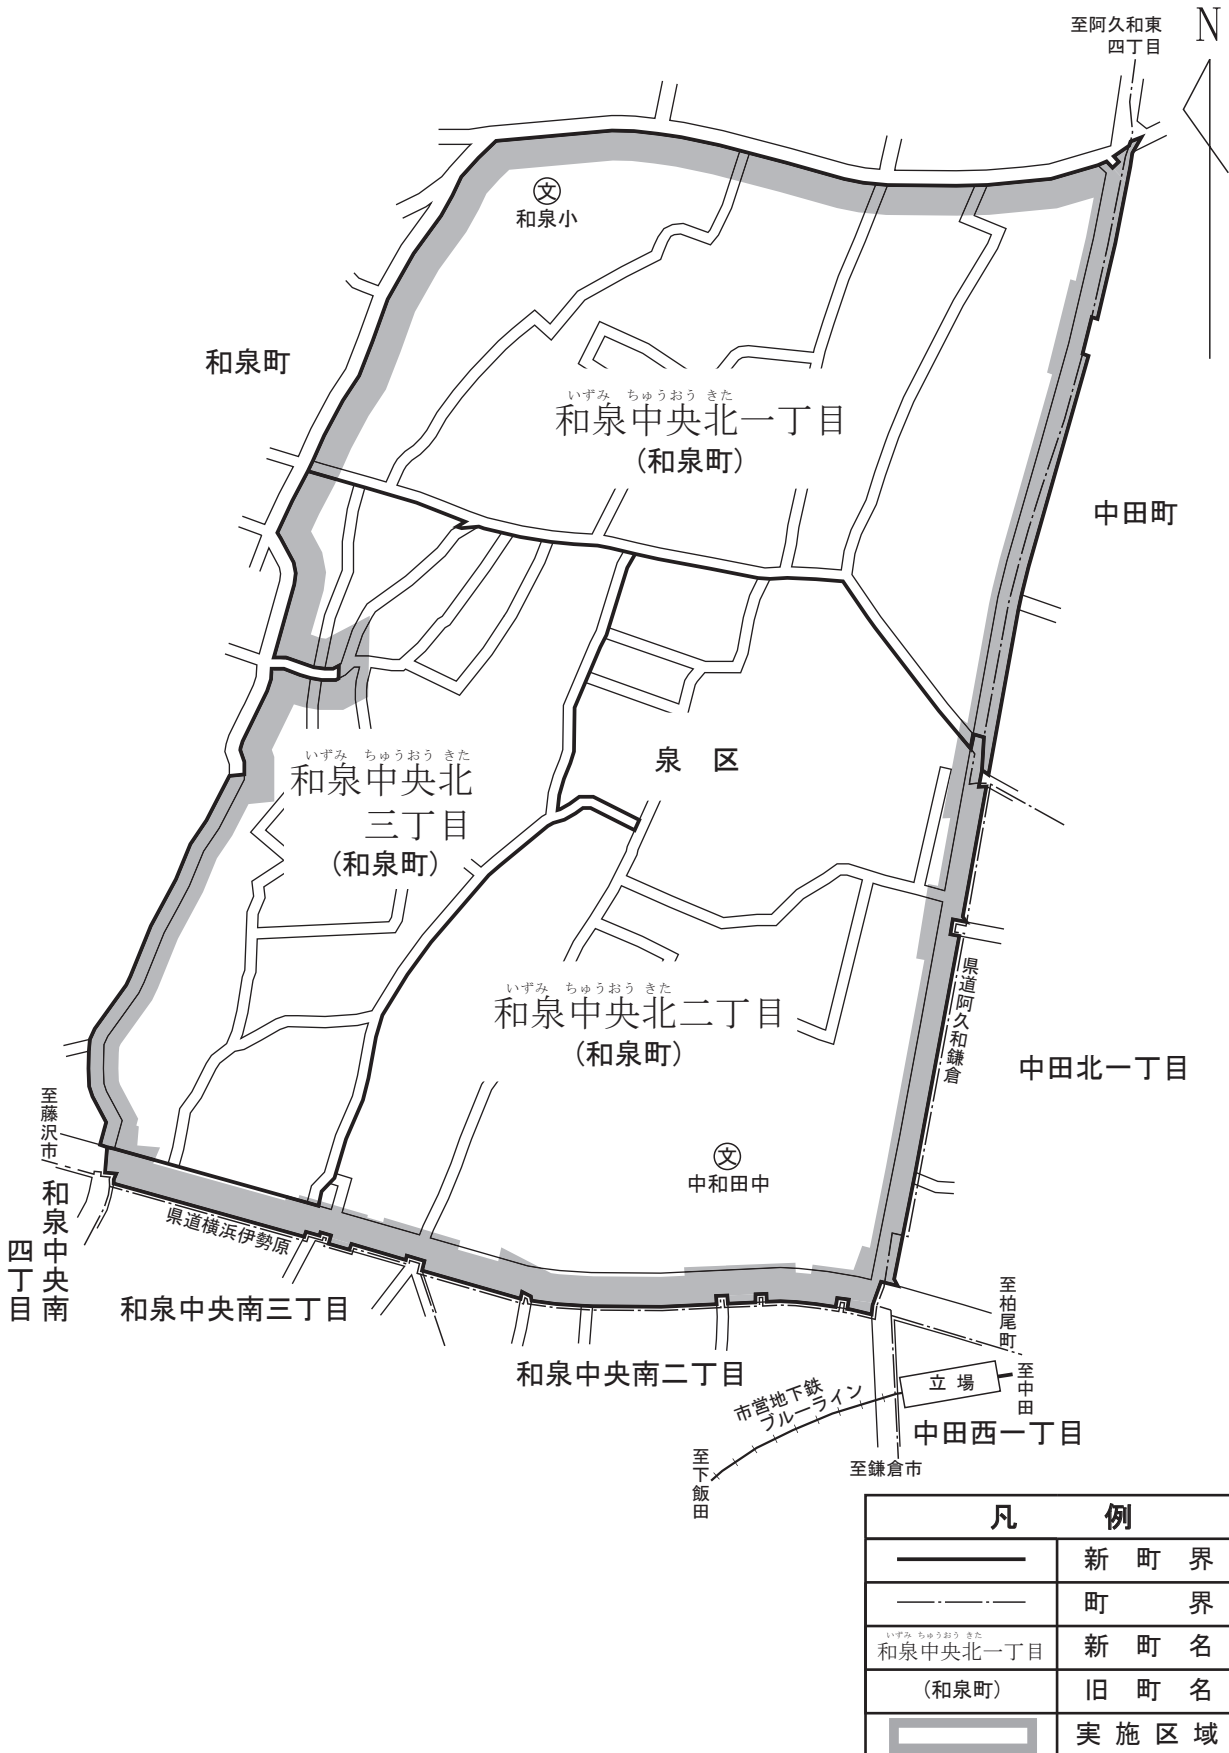 至阿久和東
四丁目
N
文
和泉小
和泉町
いずみ ちゅうおう きた
和泉中央北一丁目
(和泉町)
中田町
泉 区
いずみ ちゅうおう きた
和泉中央北
三丁目
(和泉町)
県道阿久和鎌倉
いずみ ちゅうおう きた
和泉中央北二丁目
(和泉町)
中田北一丁目
至藤沢市
文
中和田中
和泉中央南
四丁目
県道横浜伊勢原
和泉中央南三丁目
至柏尾町
和泉中央南二丁目
立場
至中田
市営地下鉄
ブルーライン
中田西一丁目
至下飯田
至鎌倉市
凡 例
新町界
町界
いずみ ちゅうおう きた
和泉中央北一丁目
新町名
(和泉町)
旧町名
実施区域